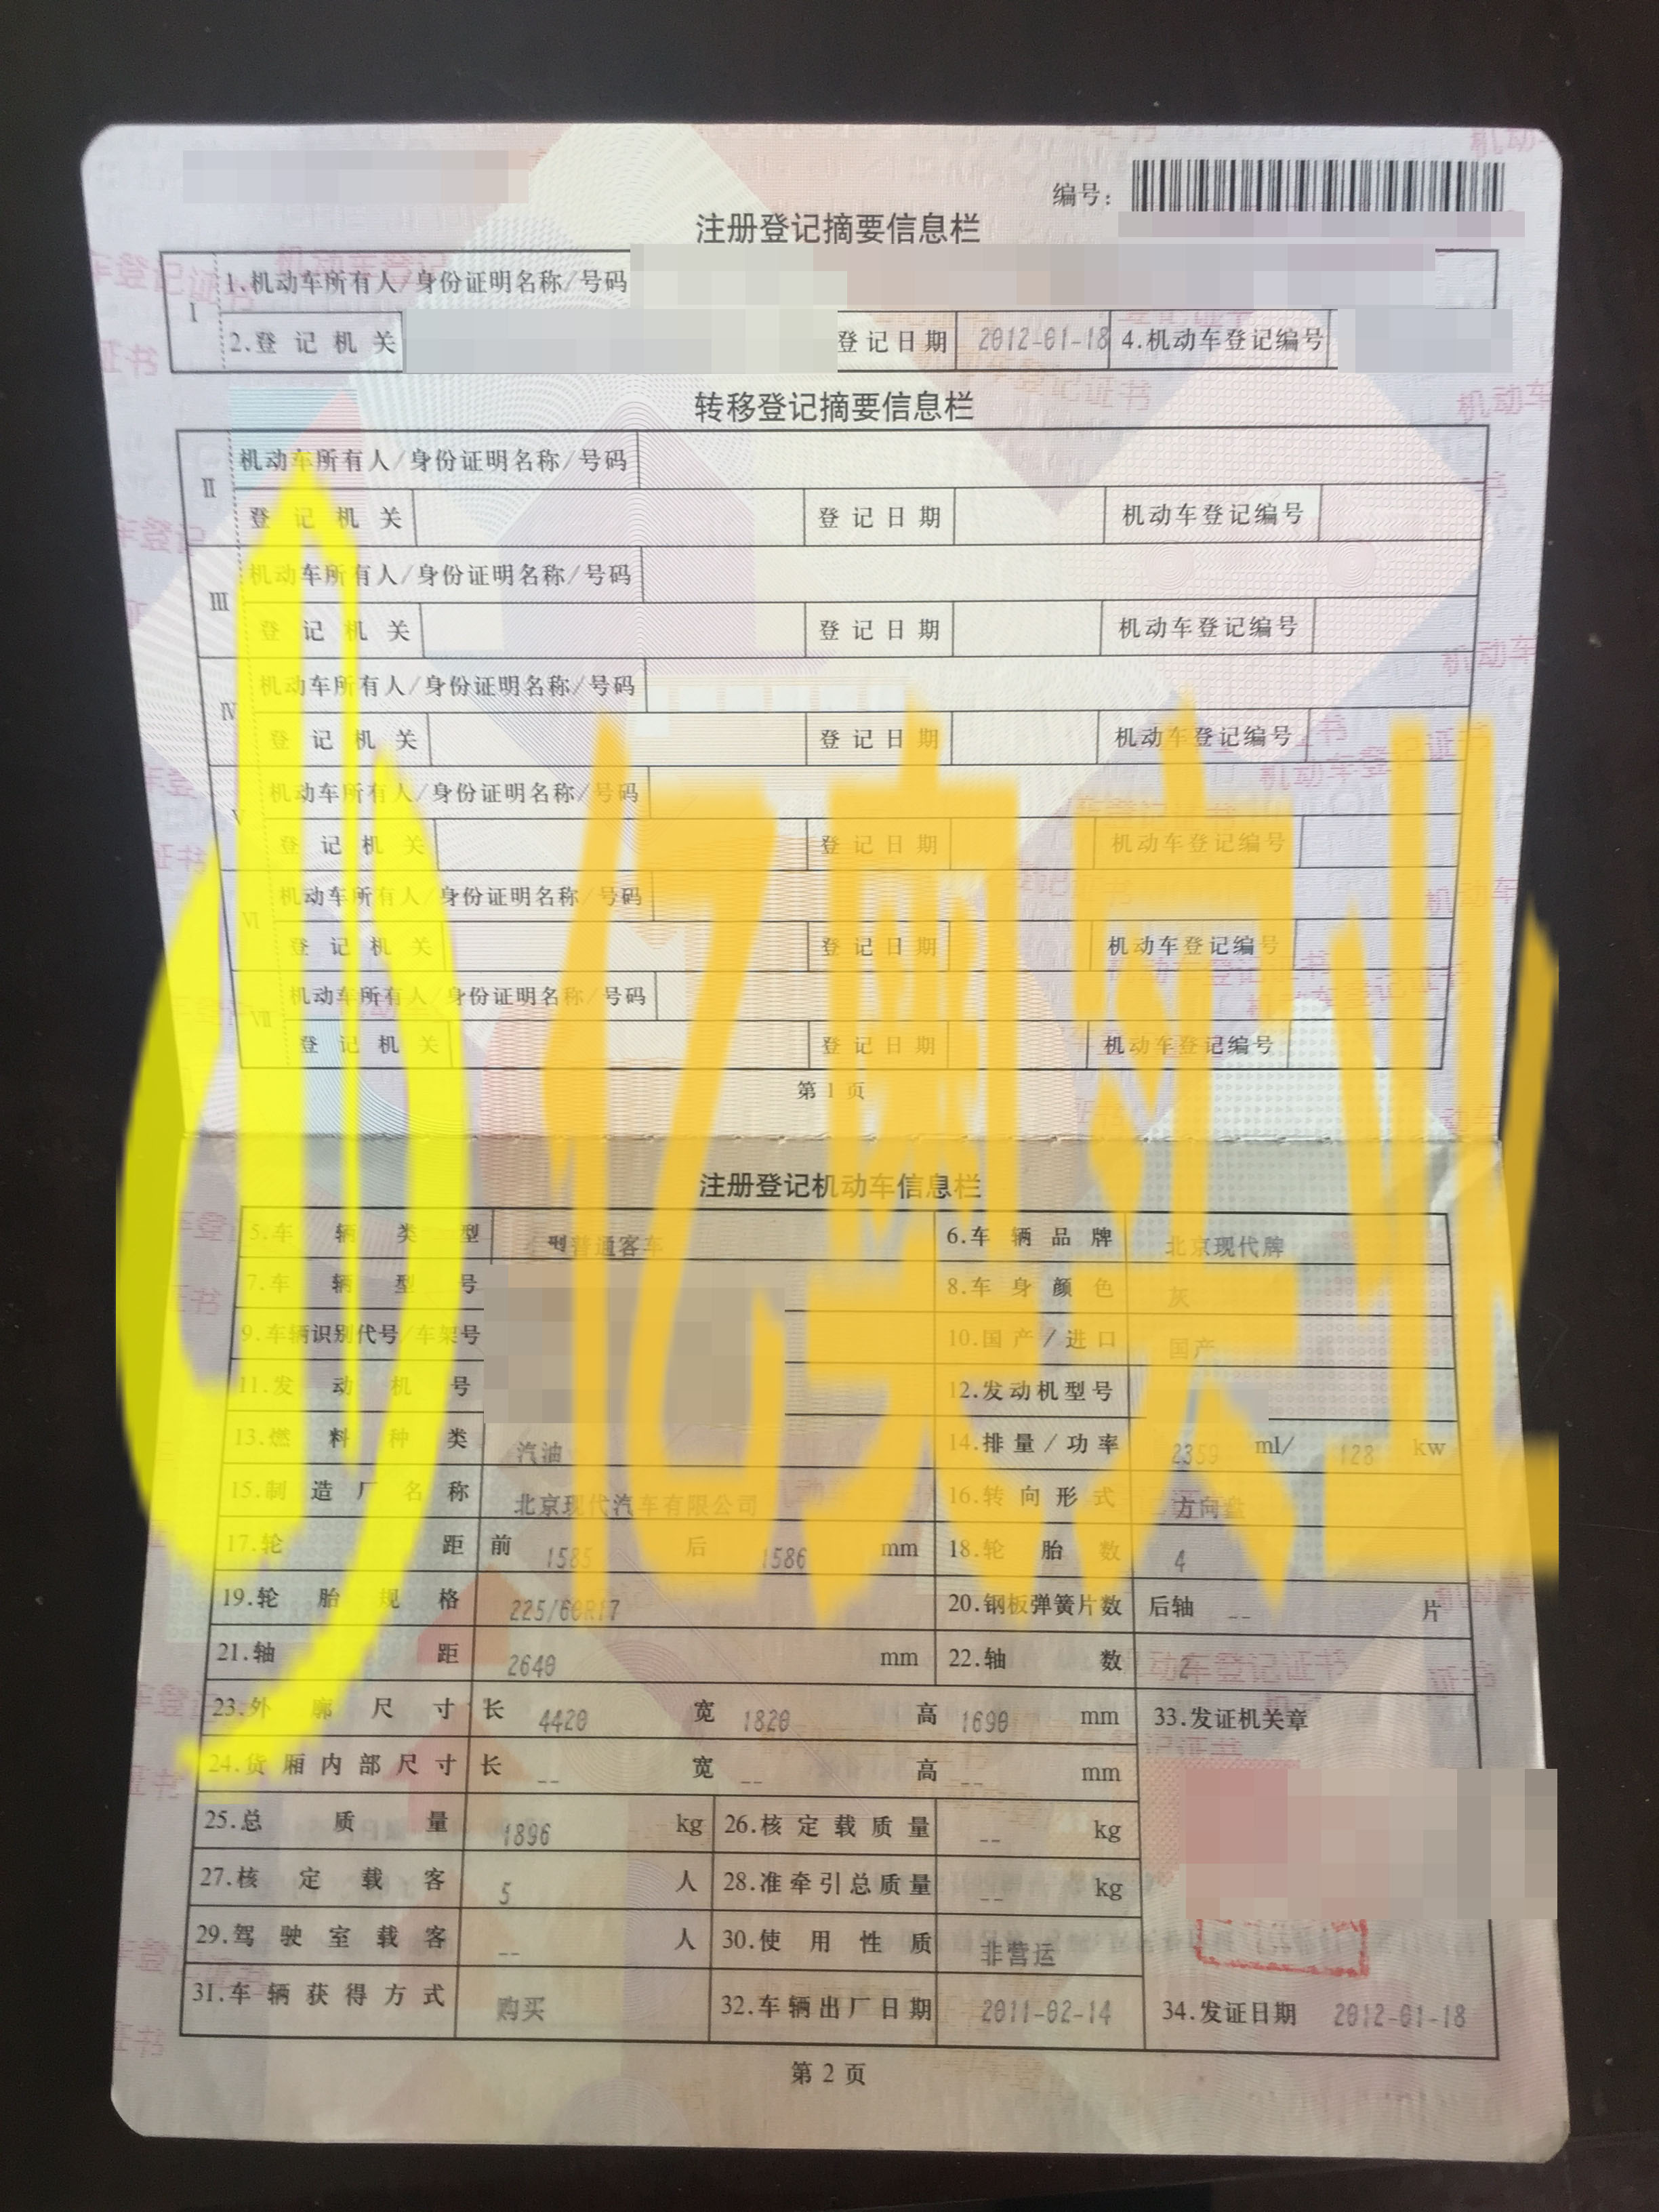 编号：
注册登记摘要信息栏
1.机动车所有人/身份证明名称/号码
I
2.登记机关 登记日期 2012-01-18 4.机动车登记编号
转移登记摘要信息栏
机动车所有人/身份证明名称/号码
II
登记机关 登记日期 机动车登记编号
机动车所有人/身份证明名称/号码
III
登记机关 登记日期 机动车登记编号
机动车所有人/身份证明名称/号码
IV
登记机关 登记日期 机动车登记编号
机动车所有人/身份证明名称/号码
V
登记机关 登记日期 机动车登记编号
机动车所有人/身份证明名称/号码
VI
登记机关 登记日期 机动车登记编号
机动车所有人/身份证明名称/号码
VII
登记机关 登记日期 机动车登记编号
第1页
注册登记机动车信息栏
5.车辆类型 型普通客车 6.车辆品牌 北京现代牌
7.车辆型号 8.车身颜色 灰
9.车辆识别代号/车架号 10.国产/进口 国产
11.发动机号 12.发动机型号
13.燃料种类 汽油 14.排量/功率 2359 ml/ 128 kw
15.制造厂名称 北京现代汽车有限公司 16.转向形式 方向盘
17.轮距 前 1585 后 1586 mm 18.轮胎数 4
19.轮胎规格 225/60R17 20.钢板弹簧片数 后轴 -- 片
21.轴距 2640 mm 22.轴数 2
23.外廓尺寸 长 4420 宽 1820 高 1690 mm 33.发证机关章
24.货厢内部尺寸 长 -- 宽 -- 高 -- mm
25.总质量 1896 kg 26.核定载质量 -- kg
27.核定载客 5 人 28.准牵引总质量 -- kg
29.驾驶室载客 -- 人 30.使用性质 非营运
31.车辆获得方式 购买 32.车辆出厂日期 2011-02-14 34.发证日期 2012-01-18
第2页